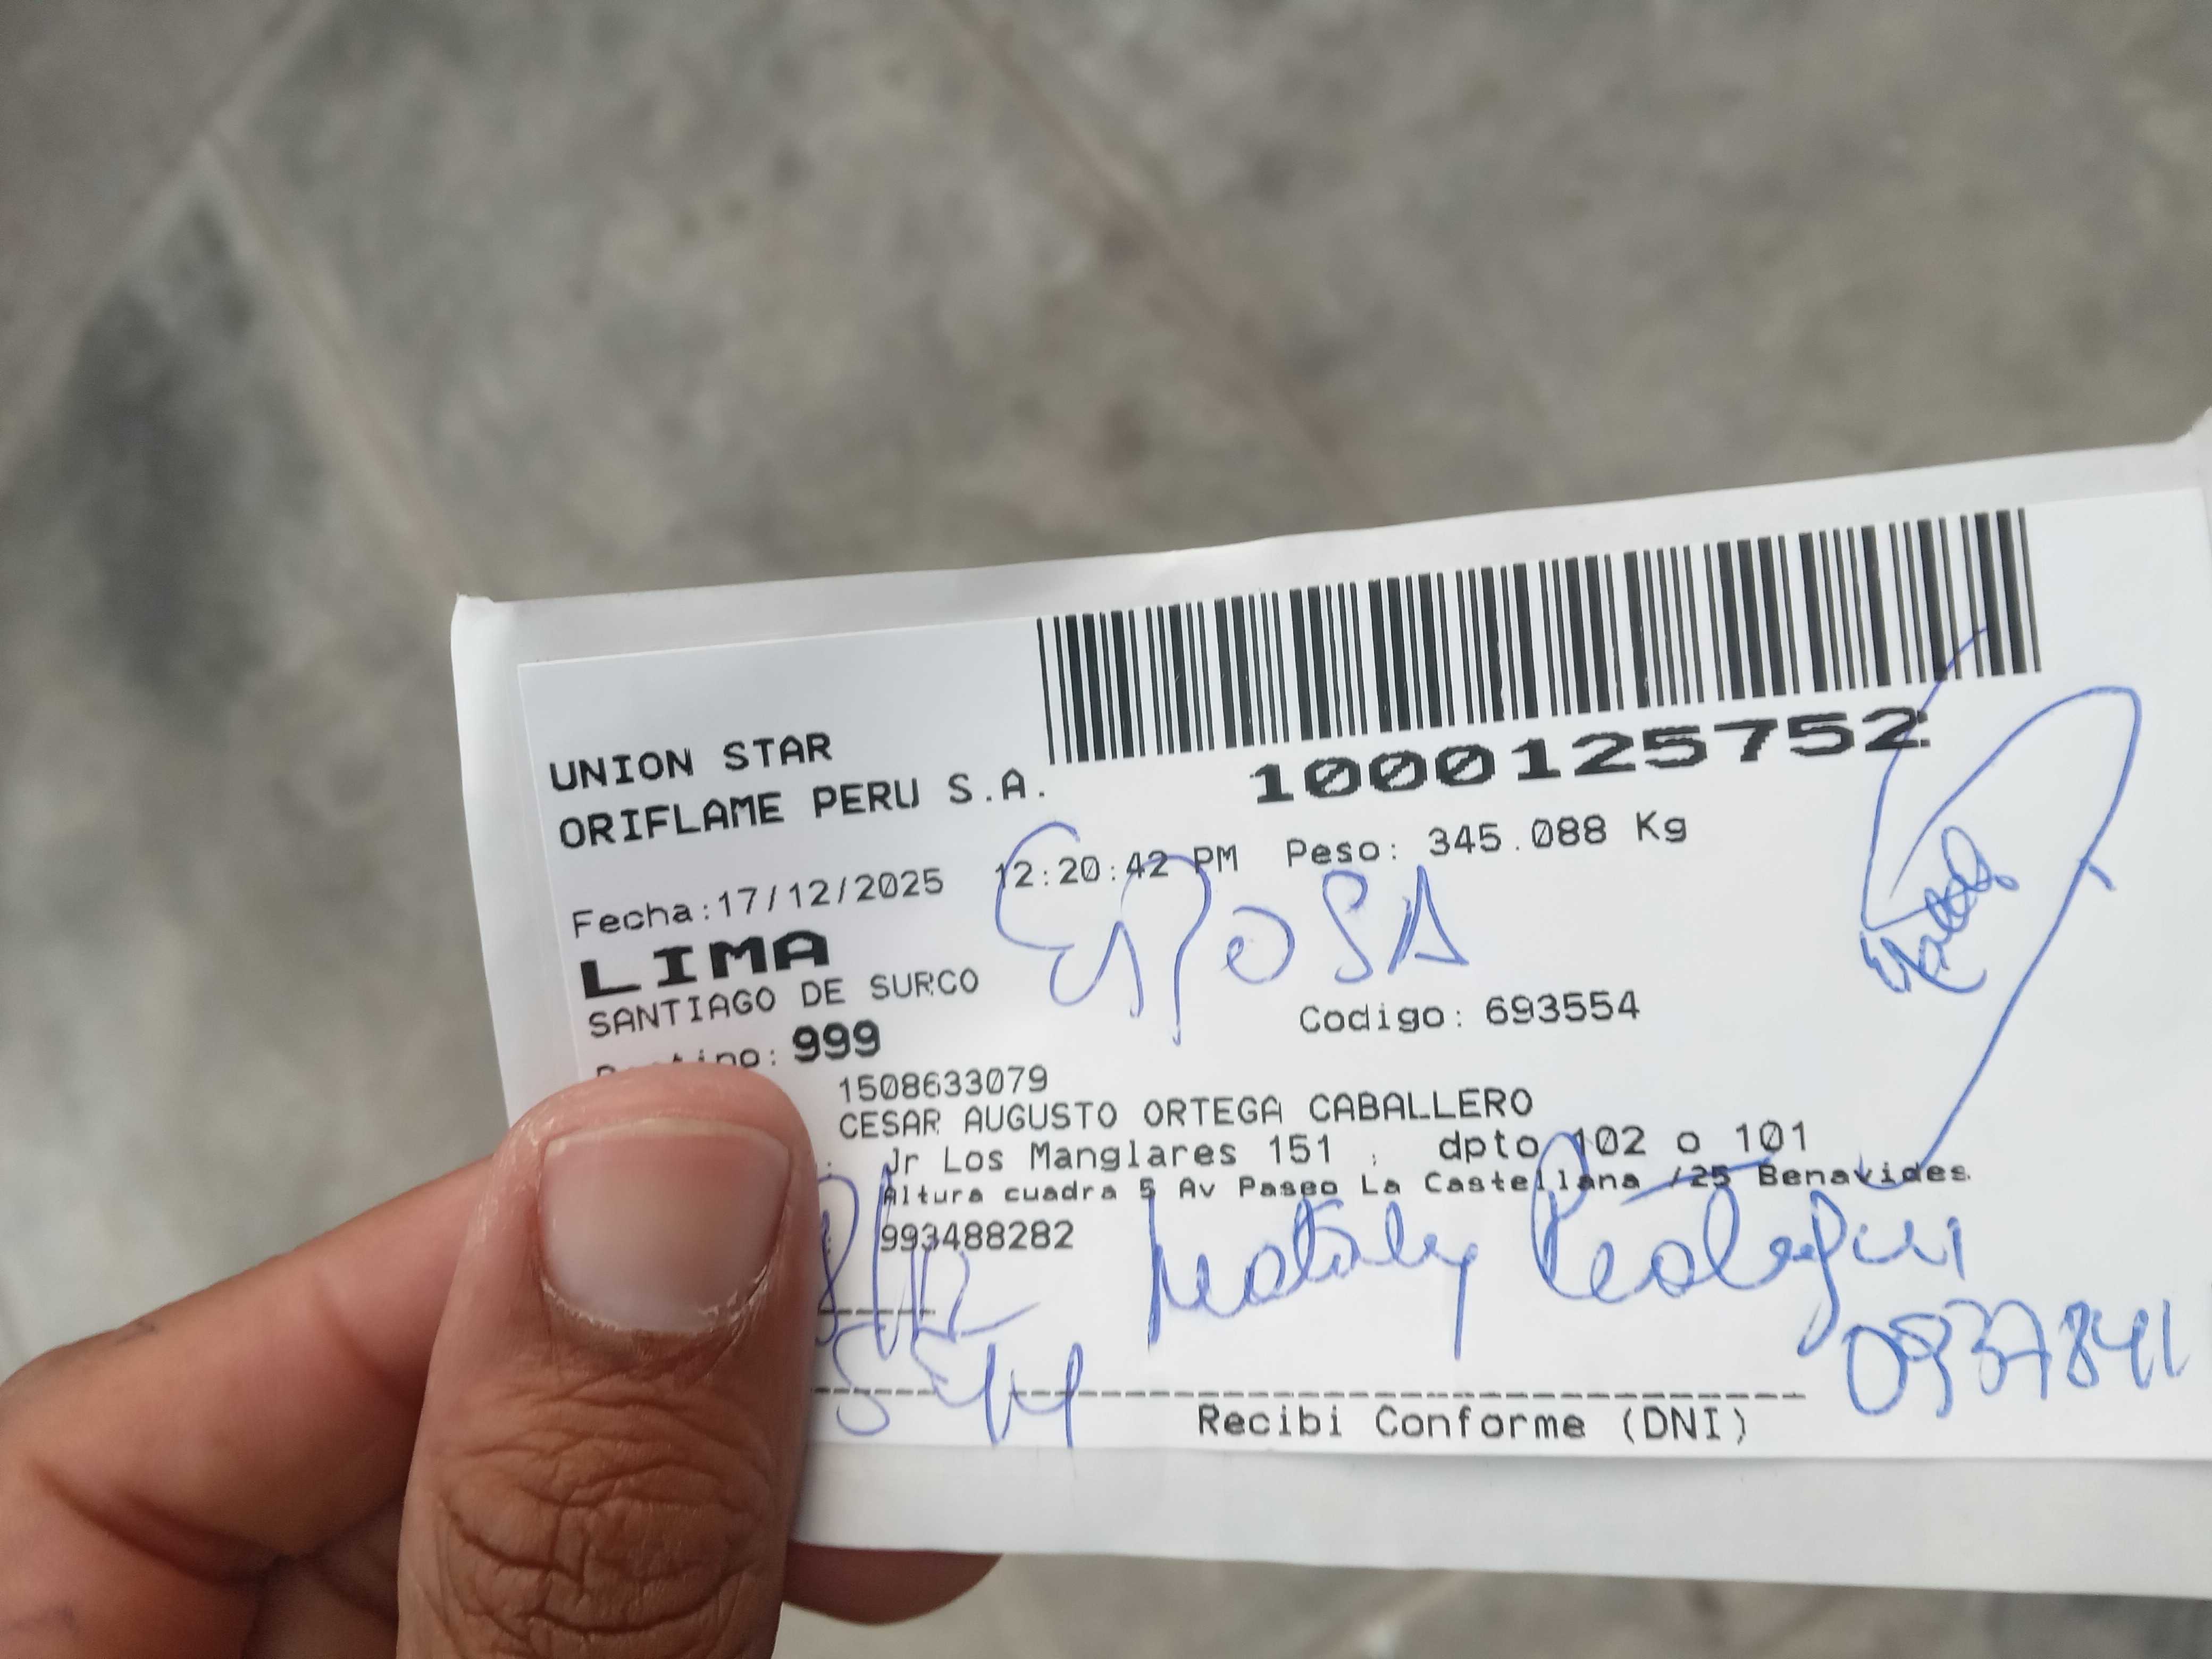 UNION STAR
ORIFLAME PERU S.A.
1000125752
Fecha:17/12/2025 12:20:42 PM Peso: 345.088 Kg
LIMA
ESPOSA
SANTIAGO DE SURCO
Codigo: 693554
999
1508633079
CESAR AUGUSTO ORTEGA CABALLERO
Jr Los Manglares 151 , dpto 102 o 101
Altura cuadra 5 Av Paseo La Castellana /25 Benavides
993488282
Recibi Conforme (DNI)